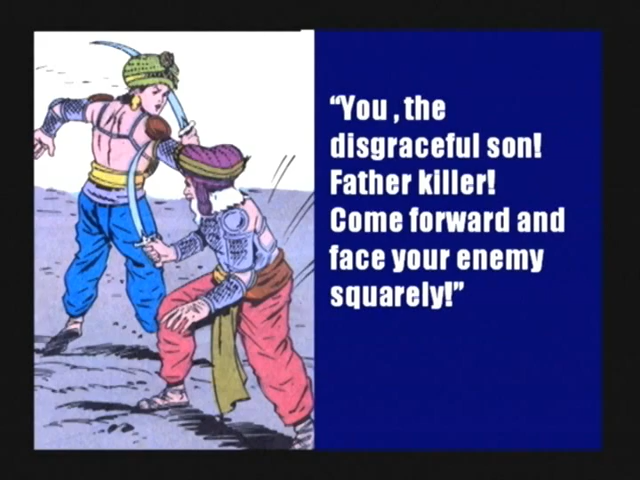 “You , the
disgraceful son!
Father killer!
Come forward and
face your enemy
squarely!”